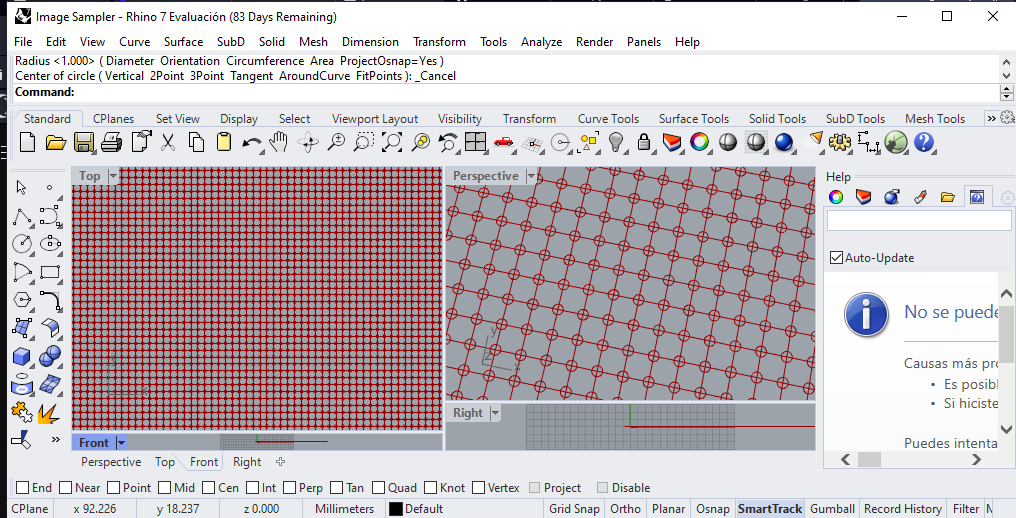 Image Sampler - Rhino 7 Evaluación (83 Days Remaining)
File Edit View Curve Surface SubD Solid Mesh Dimension Transform Tools Analyze Render Panels Help
Radius <1.000> ( Diameter Orientation Circumference Area ProjectOsnap=Yes )
Center of circle ( Vertical 2Point 3Point Tangent AroundCurve FitPoints ): _Cancel
Command:
Standard CPlanes Set View Display Select Viewport Layout Visibility Transform Curve Tools Surface Tools Solid Tools SubD Tools Mesh Tools »
Top
Perspective
Help
Auto-Update
No se puede
Causas más pro
• Es posibl
• Si hiciste
Puedes intenta
y
z
x
Right
Front
»
Perspective Top Front Right
End Near Point Mid Cen Int Perp Tan Quad Knot Vertex Project Disable
CPlane x 92.226 y 18.237 z 0.000 Millimeters Default Grid Snap Ortho Planar Osnap SmartTrack Gumball Record History Filter